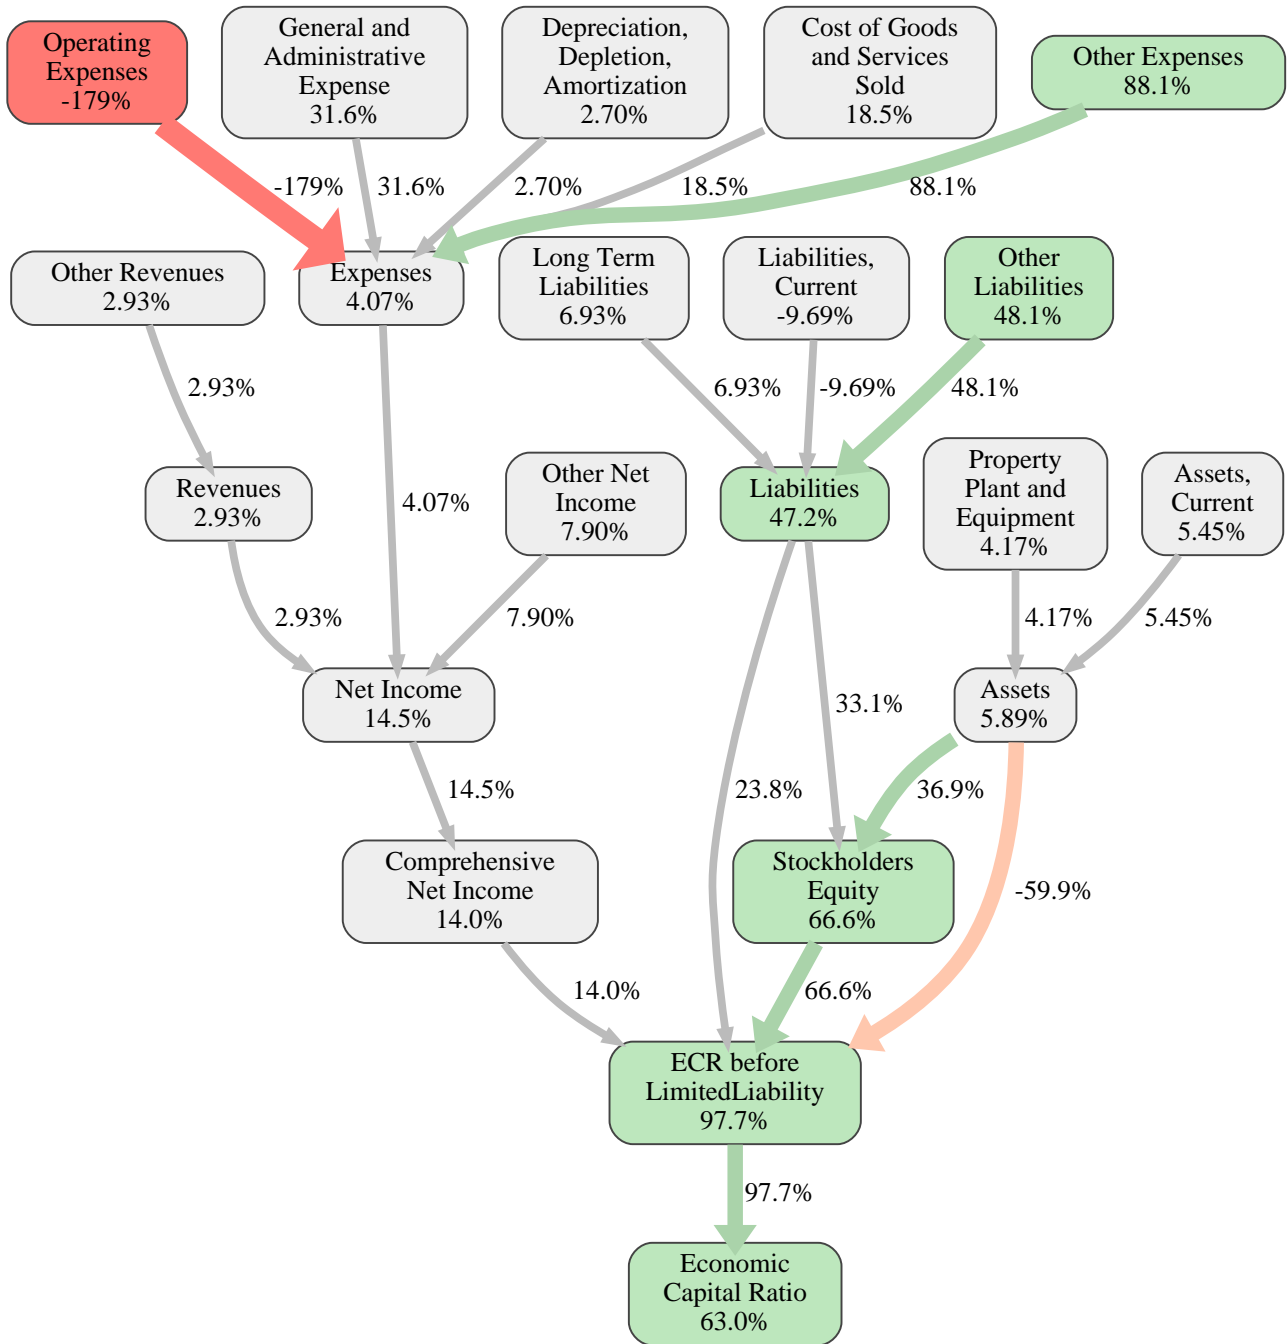 Operating
Expenses
-179%
General and
Administrative
Expense
31.6%
Depreciation,
Depletion,
Amortization
2.70%
Cost of Goods
and Services
Sold
18.5%
Other Expenses
88.1%
-179%
31.6%
2.70%
18.5%
88.1%
Other Revenues
2.93%
Expenses
4.07%
Long Term
Liabilities
6.93%
Liabilities,
Current
-9.69%
Other
Liabilities
48.1%
2.93%
6.93%
-9.69%
48.1%
Revenues
2.93%
4.07%
Other Net
Income
7.90%
Liabilities
47.2%
Property
Plant and
Equipment
4.17%
Assets,
Current
5.45%
2.93%
7.90%
4.17%
5.45%
Net Income
14.5%
33.1%
Assets
5.89%
14.5%
23.8%
36.9%
Comprehensive
Net Income
14.0%
Stockholders
Equity
66.6%
-59.9%
14.0%
66.6%
ECR before
LimitedLiability
97.7%
97.7%
Economic
Capital Ratio
63.0%